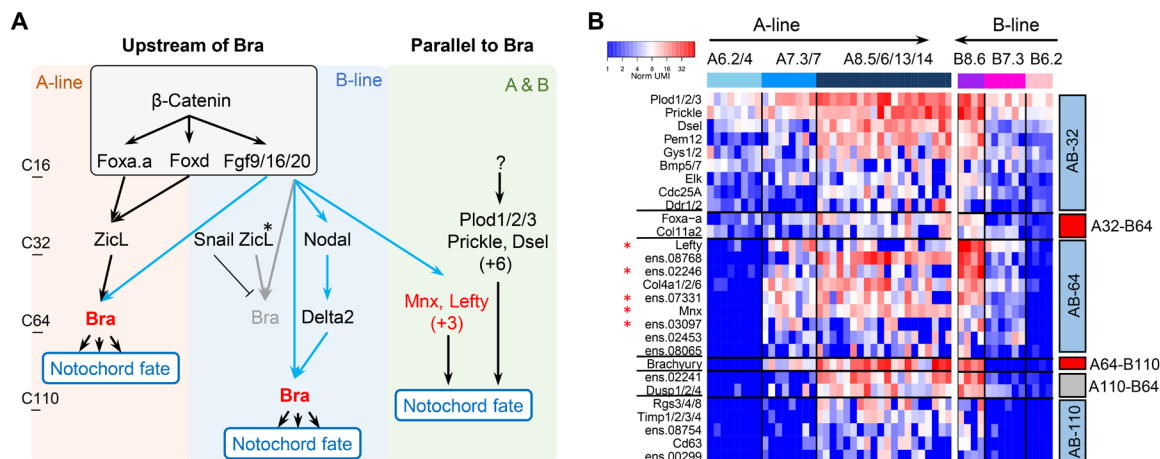 A
Upstream of Bra
Parallel to Bra
A-line
B-line
A & B
β-Catenin
Foxa.a Foxd Fgf9/16/20
C16
?
Plod1/2/3
Prickle, Dsel
(+6)
ZicL
Snail ZicL*
Nodal
C32
Mnx, Lefty
(+3)
Bra
Bra
Delta2
C64
Notochord fate
Bra
C110
Notochord fate
Notochord fate
B
A-line
B-line
1 2 4 8 16 32
Norm UMI
A6.2/4 A7.3/7 A8.5/6/13/14 B8.6 B7.3 B6.2
Plod1/2/3
Prickle
Dsel
Pem12
Gys1/2
Bmp5/7
Elk
Cdc25A
Ddr1/2
AB-32
Foxa-a
Col11a2
A32-B64
* Lefty
ens.08768
* ens.02246
Col4a1/2/6
* ens.07331
* Mnx
* ens.03097
ens.02453
ens.08065
AB-64
Brachyury
A64-B110
ens.02241
Dusp1/2/4
A110-B64
Rgs3/4/8
Timp1/2/3/4
ens.08754
Cd63
ens.00299
AB-110